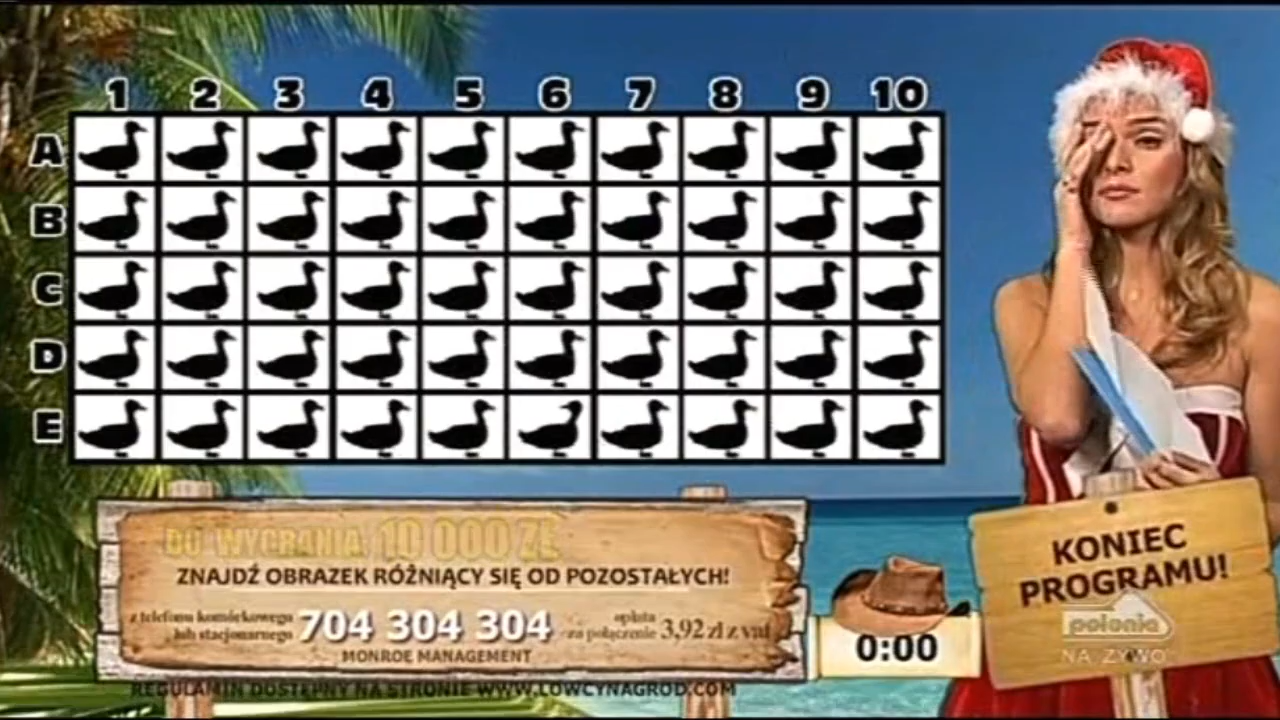 1 2 3 4 5 6 7 8 9 10
A
B
C
D
E
DO WYGRANIA 10 000 ZŁ
ZNAJDŹ OBRAZEK RÓŻNIĄCY SIĘ OD POZOSTAŁYCH!
z telefonu komórkowego lub stacjonarnego
704 304 304
opłata za połączenie 3,92 zł z vat
MONROE MANAGEMENT
REGULAMIN DOSTĘPNY NA STRONIE WWW.LOWCYNAGROD.COM
0:00
KONIEC
PROGRAMU!
polonia
NA ŻYWO